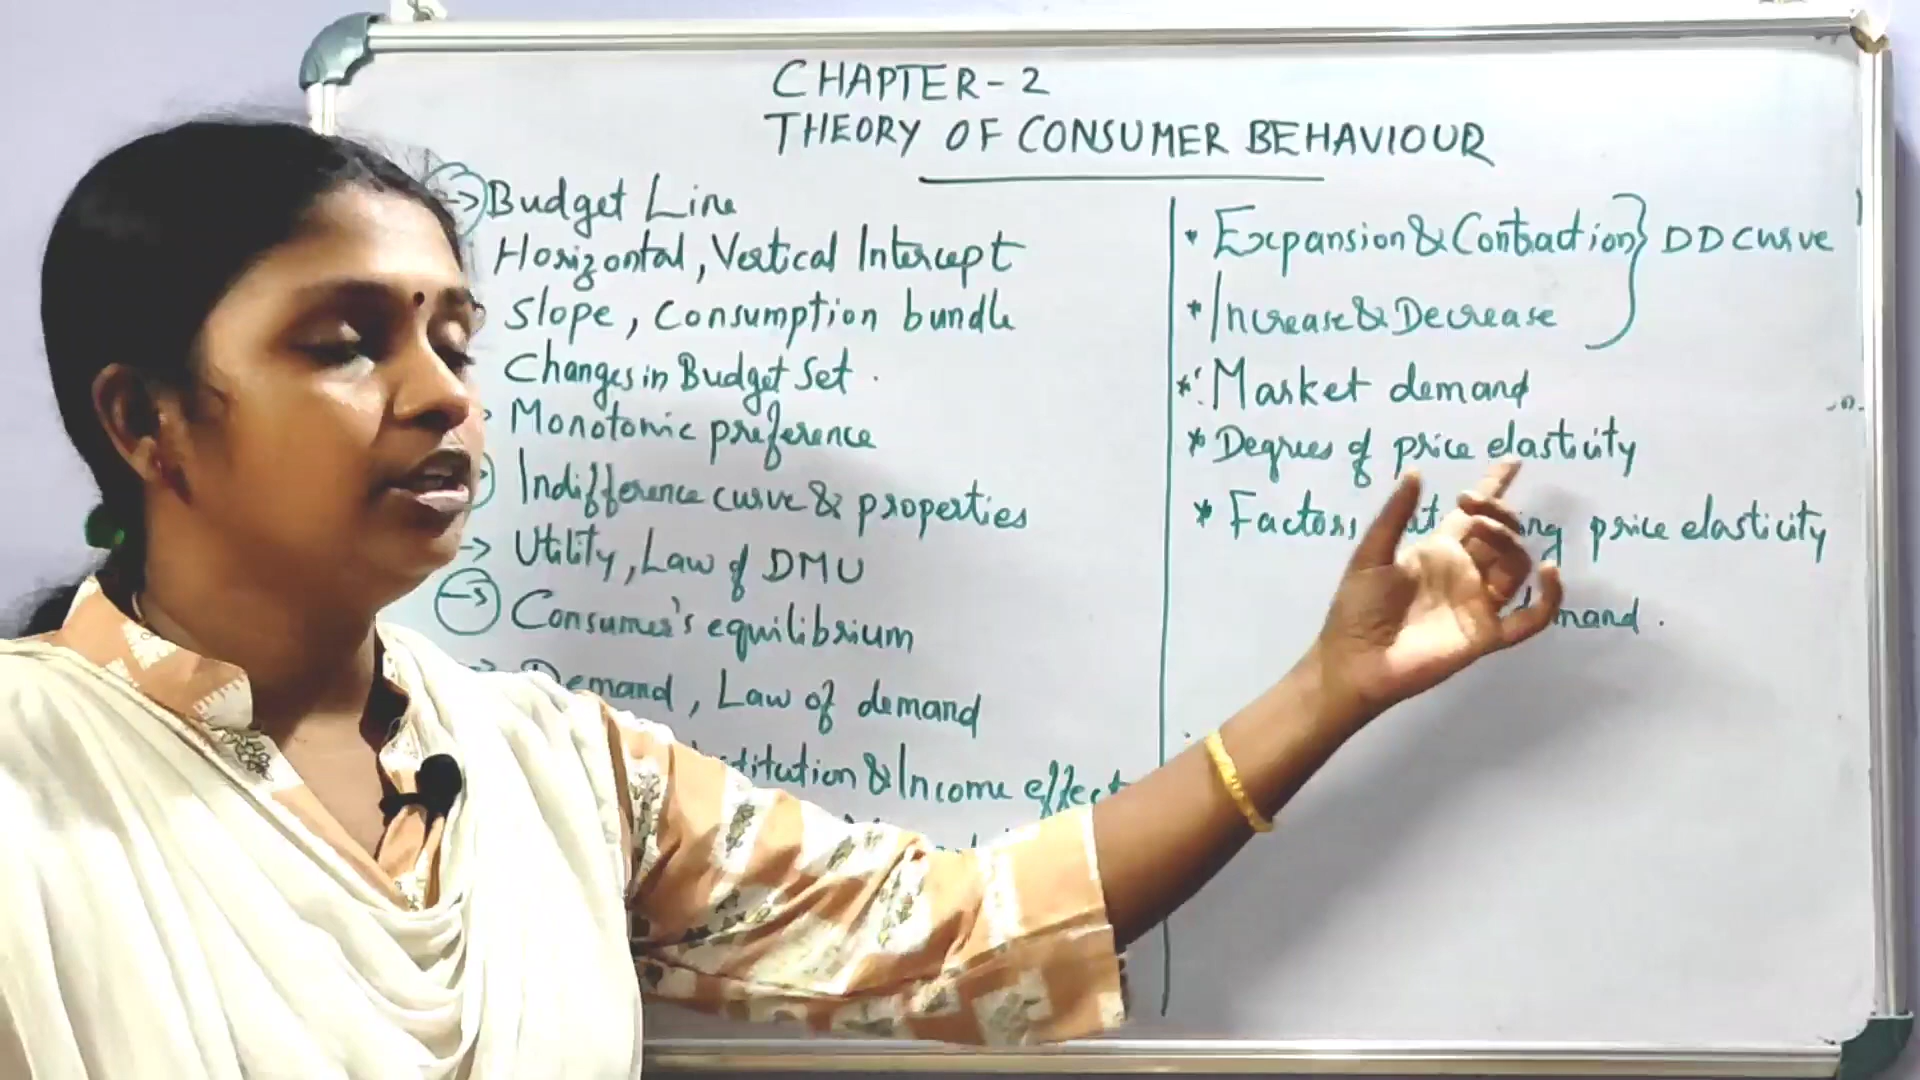 CHAPTER-2
THEORY OF CONSUMER BEHAVIOUR
→ Budget Line
Horizontal, Vertical Intercept
Slope, Consumption bundle
Changes in Budget Set.
Monotonic preference
Indifference curve & properties
→ Utility, Law of DMU
→ Consumer's equilibrium
Demand, Law of demand
& Income effect
* Expansion & Contraction } DD Curve
* Increase & Decrease
* Market demand
* Degrees of price elasticity
* Factors price elasticity